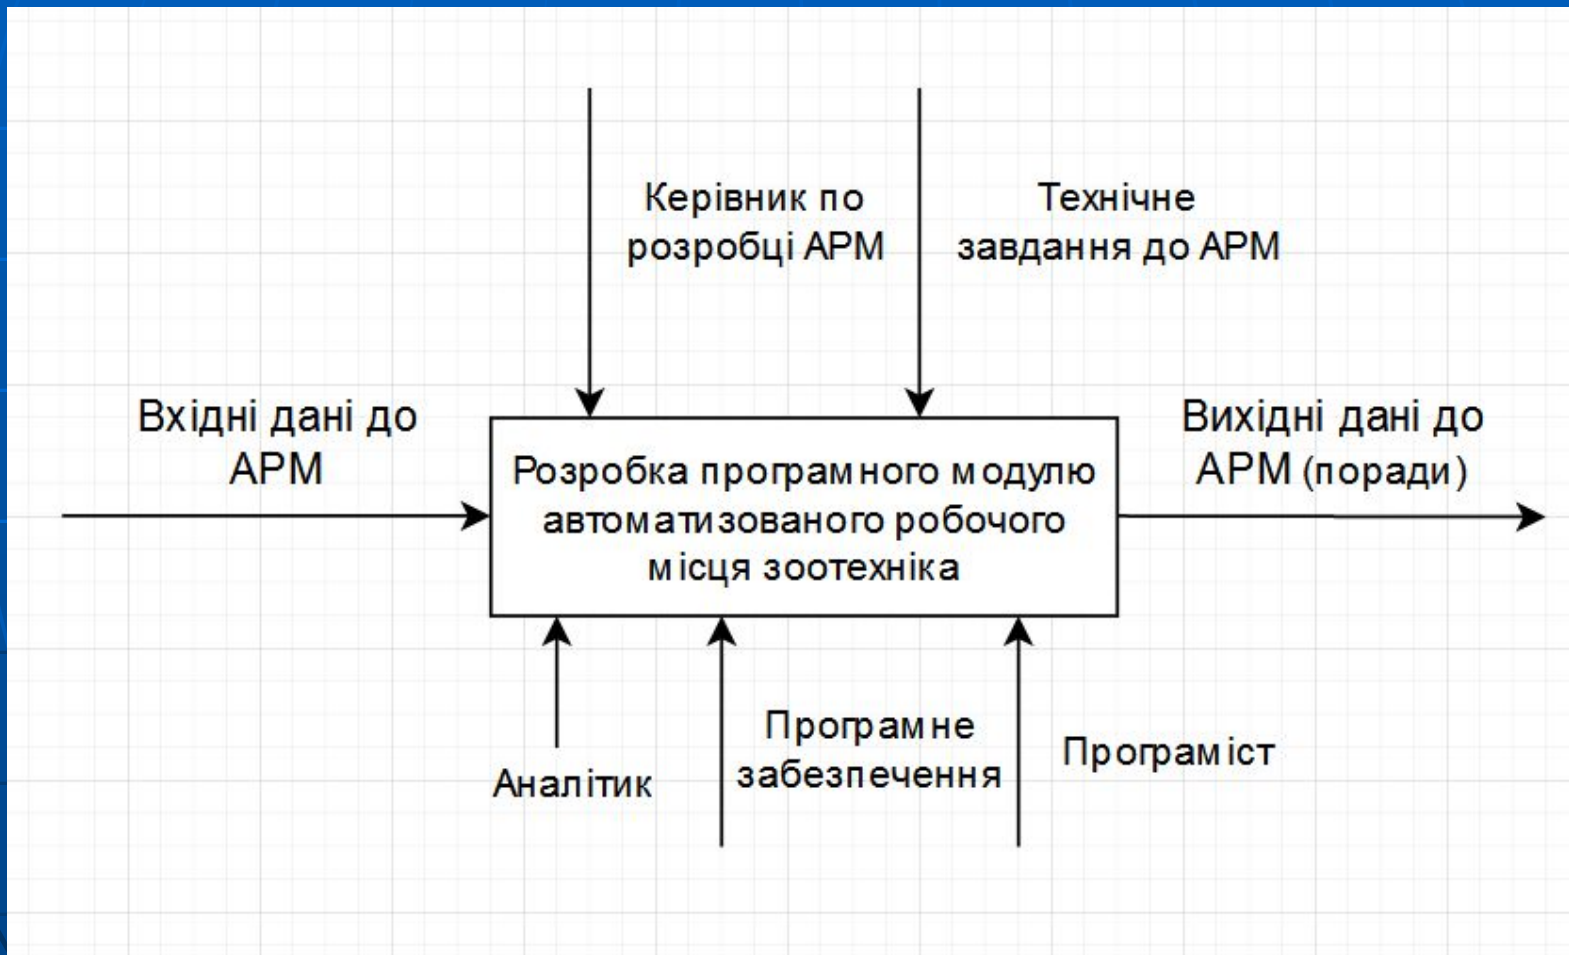 Керівник по
розробці АРМ
Технічне
завдання до АРМ
Вхідні дані до
АРМ
Розробка програмного модулю
автоматизованого робочого
місця зоотехніка
Вихідні дані до
АРМ (поради)
Аналітик
Програмне
забезпечення
Програміст